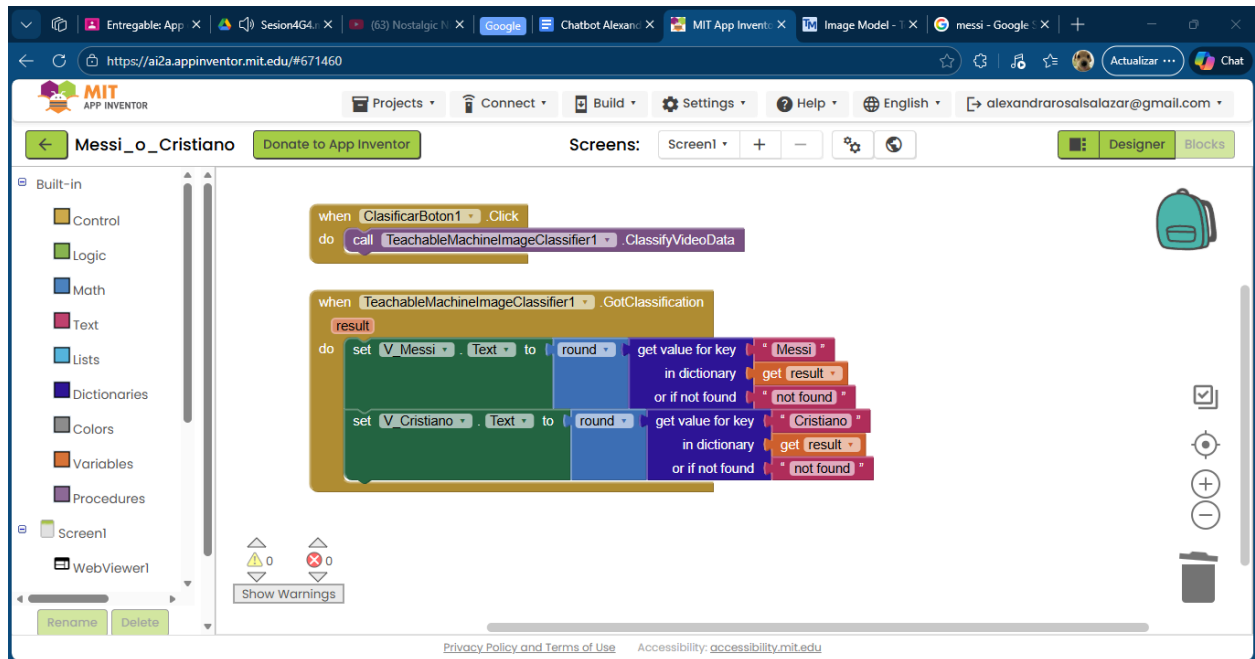 Entregable: App
Sesion4G4.
(63) Nostalgic N
Google
Chatbot Alexand
MIT App Invento
Image Model - T
messi - Google S
https://ai2a.appinventor.mit.edu/#671460
Actualizar ···
Chat
MIT
APP INVENTOR
Projects
Connect
Build
Settings
Help
English
alexandrarosalsalazar@gmail.com
Messi_o_Cristiano
Donate to App Inventor
Screens:
Screen1
Designer
Blocks
Built-in
Control
Logic
Math
Text
Lists
Dictionaries
Colors
Variables
Procedures
Screen1
WebViewer1
Rename
Delete
when ClasificarBoton1 .Click
do call TeachableMachineImageClassifier1 .ClassifyVideoData
when TeachableMachineImageClassifier1 .GotClassification
result
do set V_Messi . Text to round get value for key " Messi "
in dictionary get result
or if not found " not found "
set V_Cristiano . Text to round get value for key " Cristiano "
in dictionary get result
or if not found " not found "
0 0
Show Warnings
Privacy Policy and Terms of Use Accessibility: accessibility.mit.edu